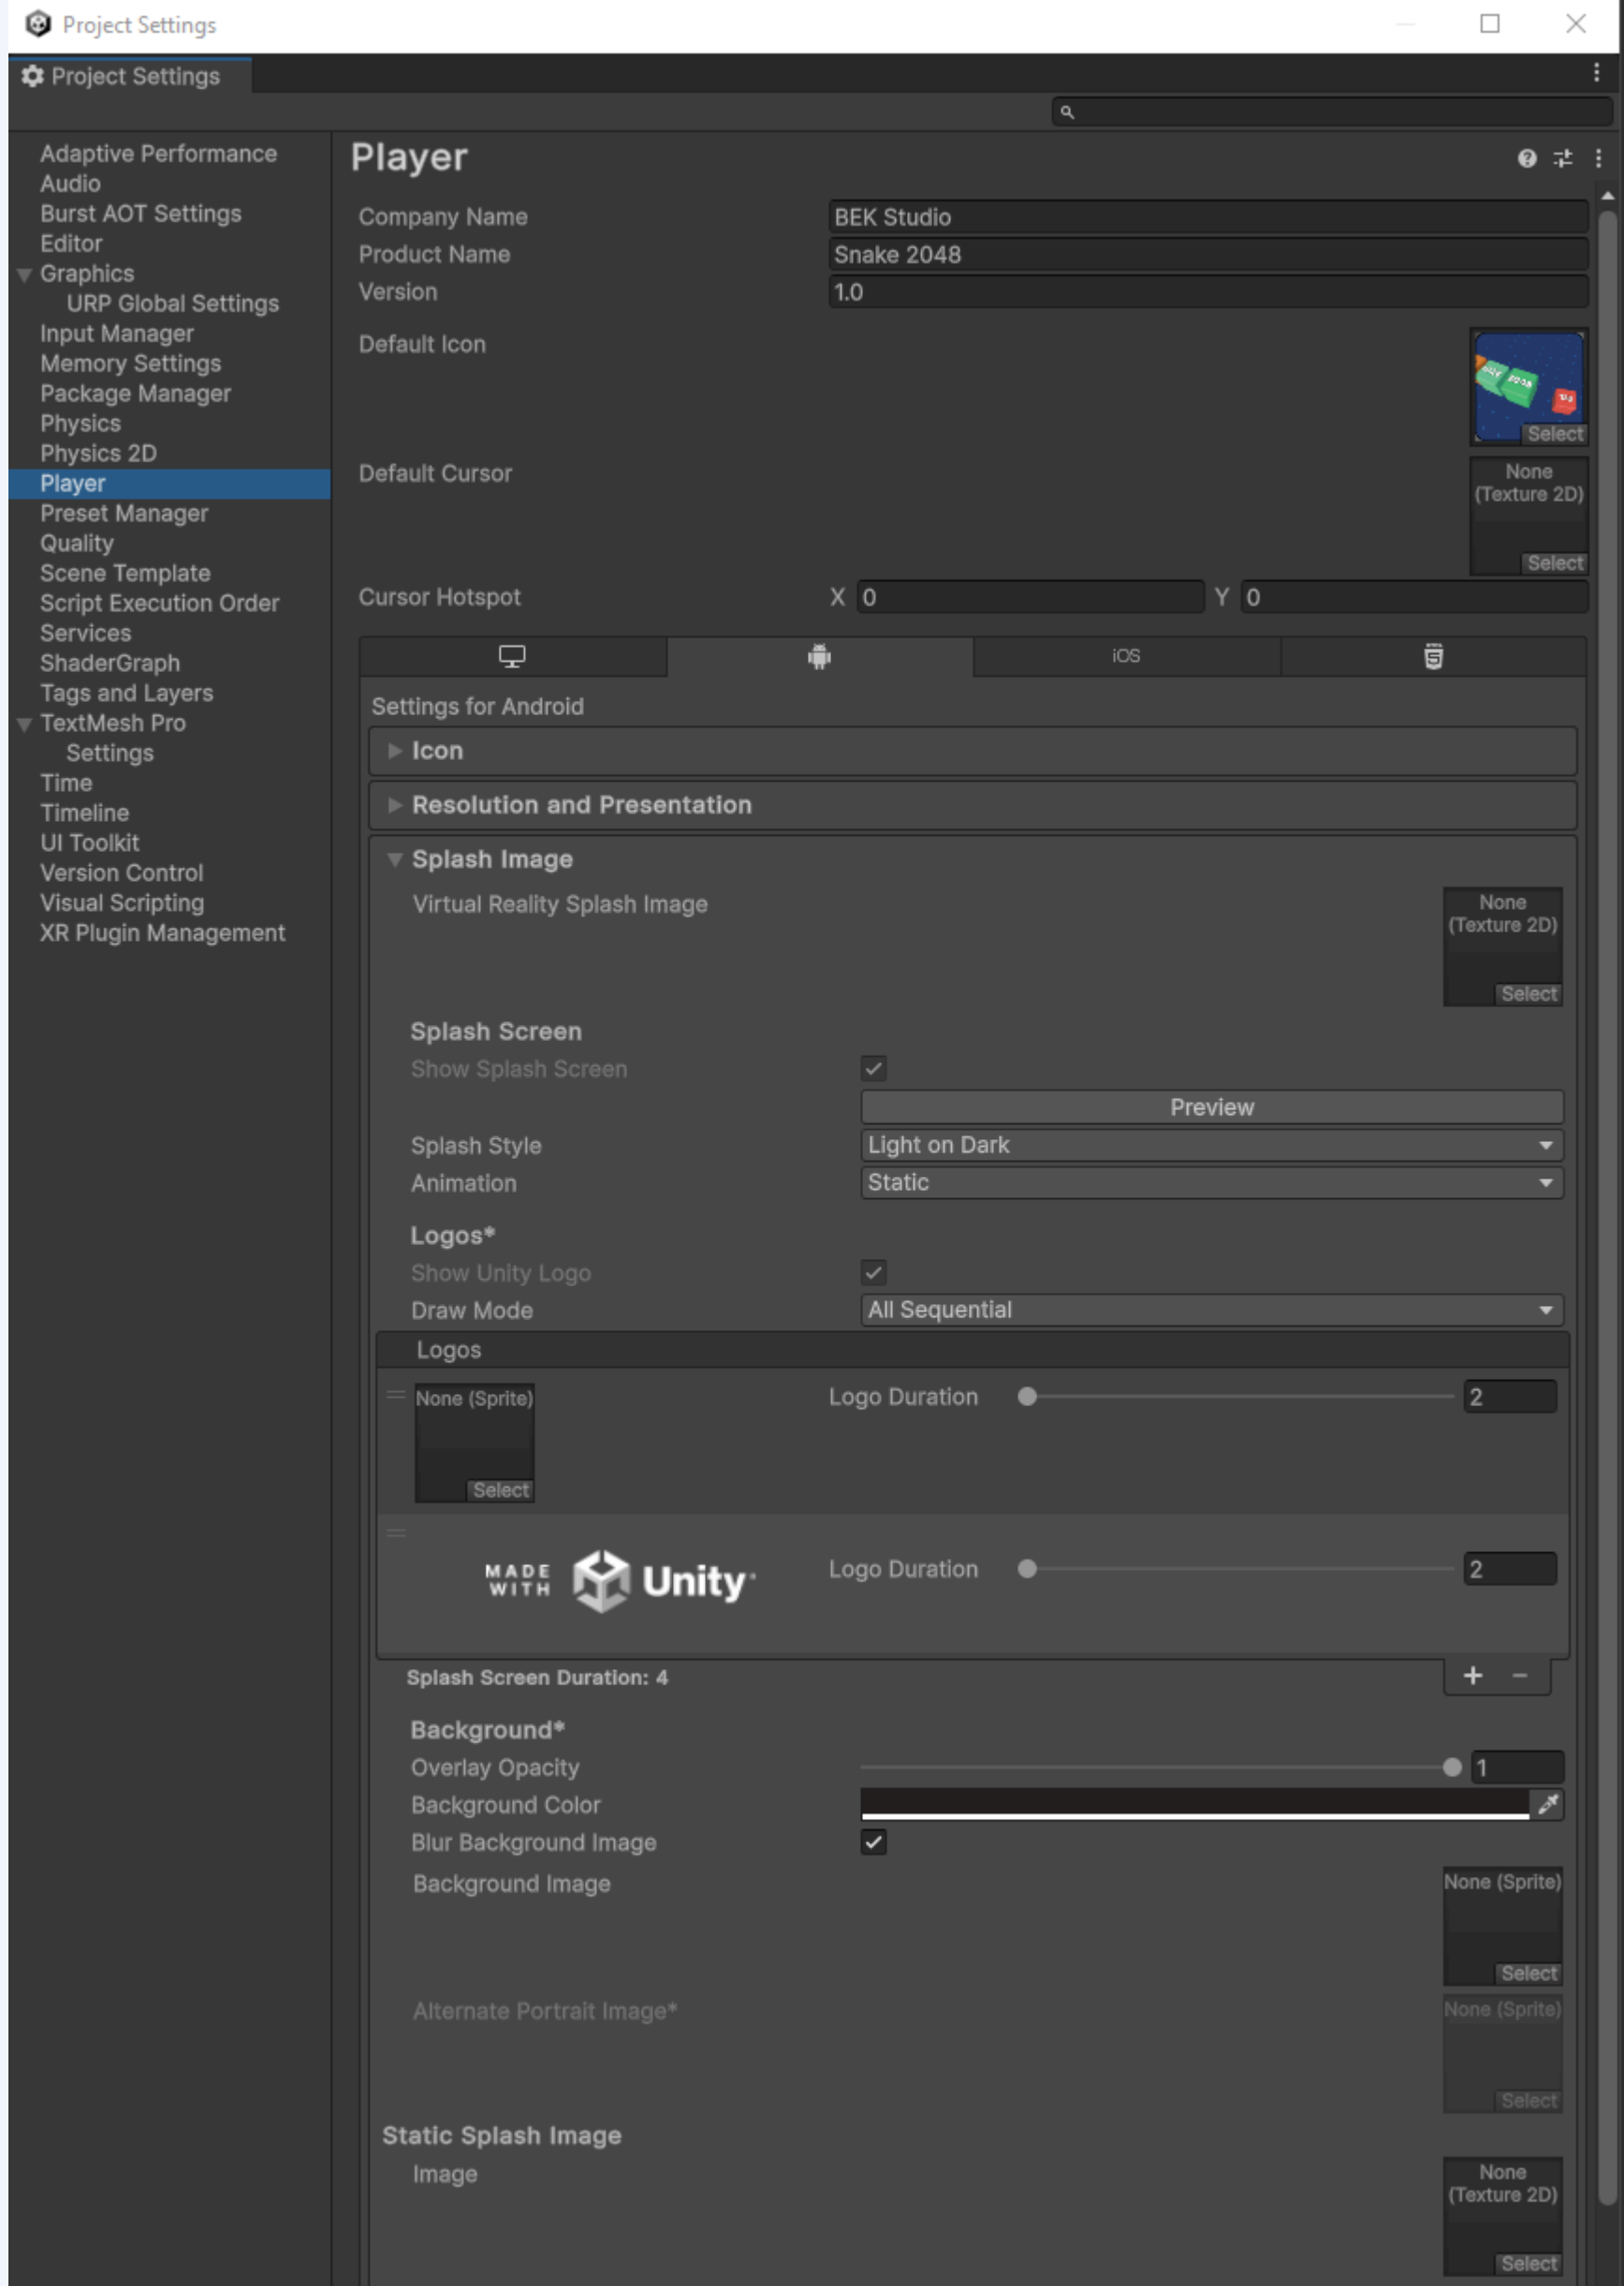 Project Settings
Project Settings
Adaptive Performance
Audio
Burst AOT Settings
Editor
Graphics
URP Global Settings
Input Manager
Memory Settings
Package Manager
Physics
Physics 2D
Player
Preset Manager
Quality
Scene Template
Script Execution Order
Services
ShaderGraph
Tags and Layers
TextMesh Pro
Settings
Time
Timeline
UI Toolkit
Version Control
Visual Scripting
XR Plugin Management
Player
Company Name BEK Studio
Product Name Snake 2048
Version 1.0
Default Icon
Select
Default Cursor None
(Texture 2D)
Select
Cursor Hotspot X 0 Y 0
iOS
Settings for Android
Icon
Resolution and Presentation
Splash Image
Virtual Reality Splash Image None
(Texture 2D)
Select
Splash Screen
Show Splash Screen
Preview
Splash Style Light on Dark
Animation Static
Logos*
Show Unity Logo
Draw Mode All Sequential
Logos
None (Sprite) Logo Duration 2
Select
MADE WITH Unity Logo Duration 2
Splash Screen Duration: 4 + −
Background*
Overlay Opacity 1
Background Color
Blur Background Image
Background Image None (Sprite)
Select
Alternate Portrait Image* None (Sprite)
Select
Static Splash Image
Image None
(Texture 2D)
Select